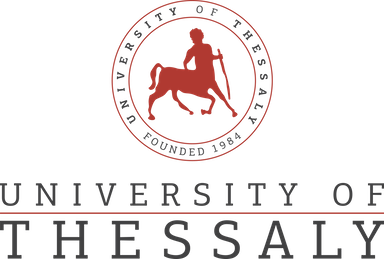 UNIVERSITY OF THESSALY
FOUNDED 1984
UNIVERSITY OF
THESSALY